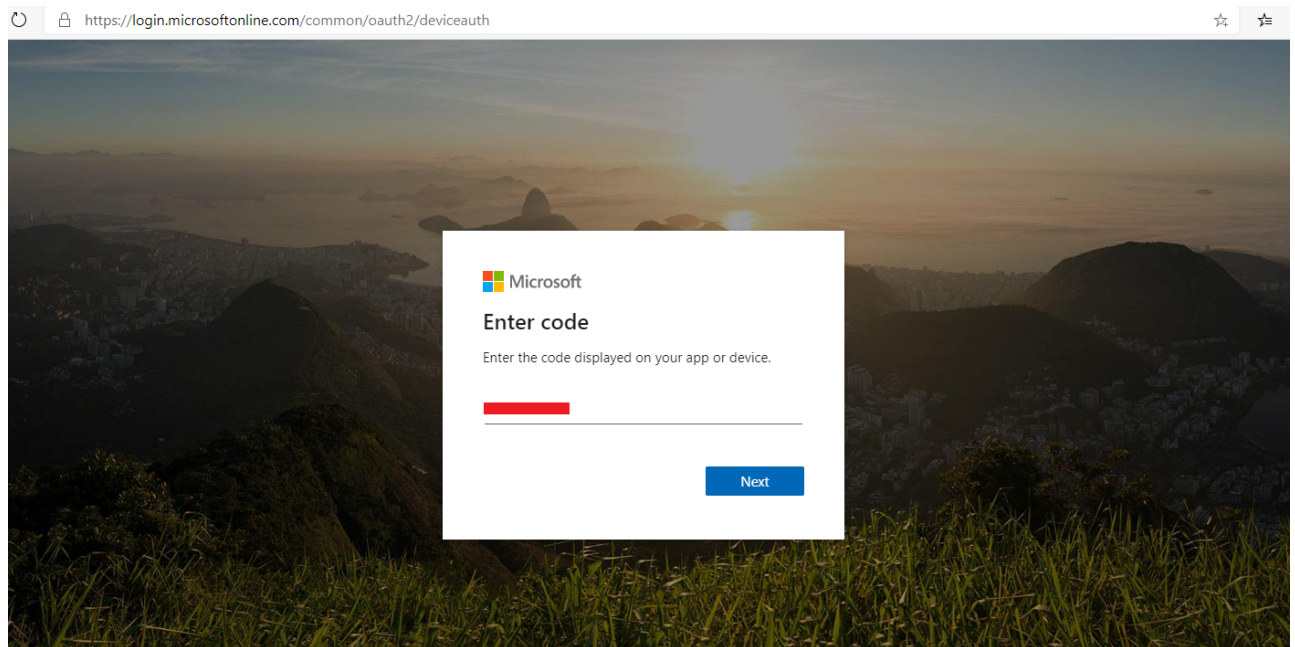 https://login.microsoftonline.com/common/oauth2/deviceauth
Microsoft
Enter code
Enter the code displayed on your app or device.
Next